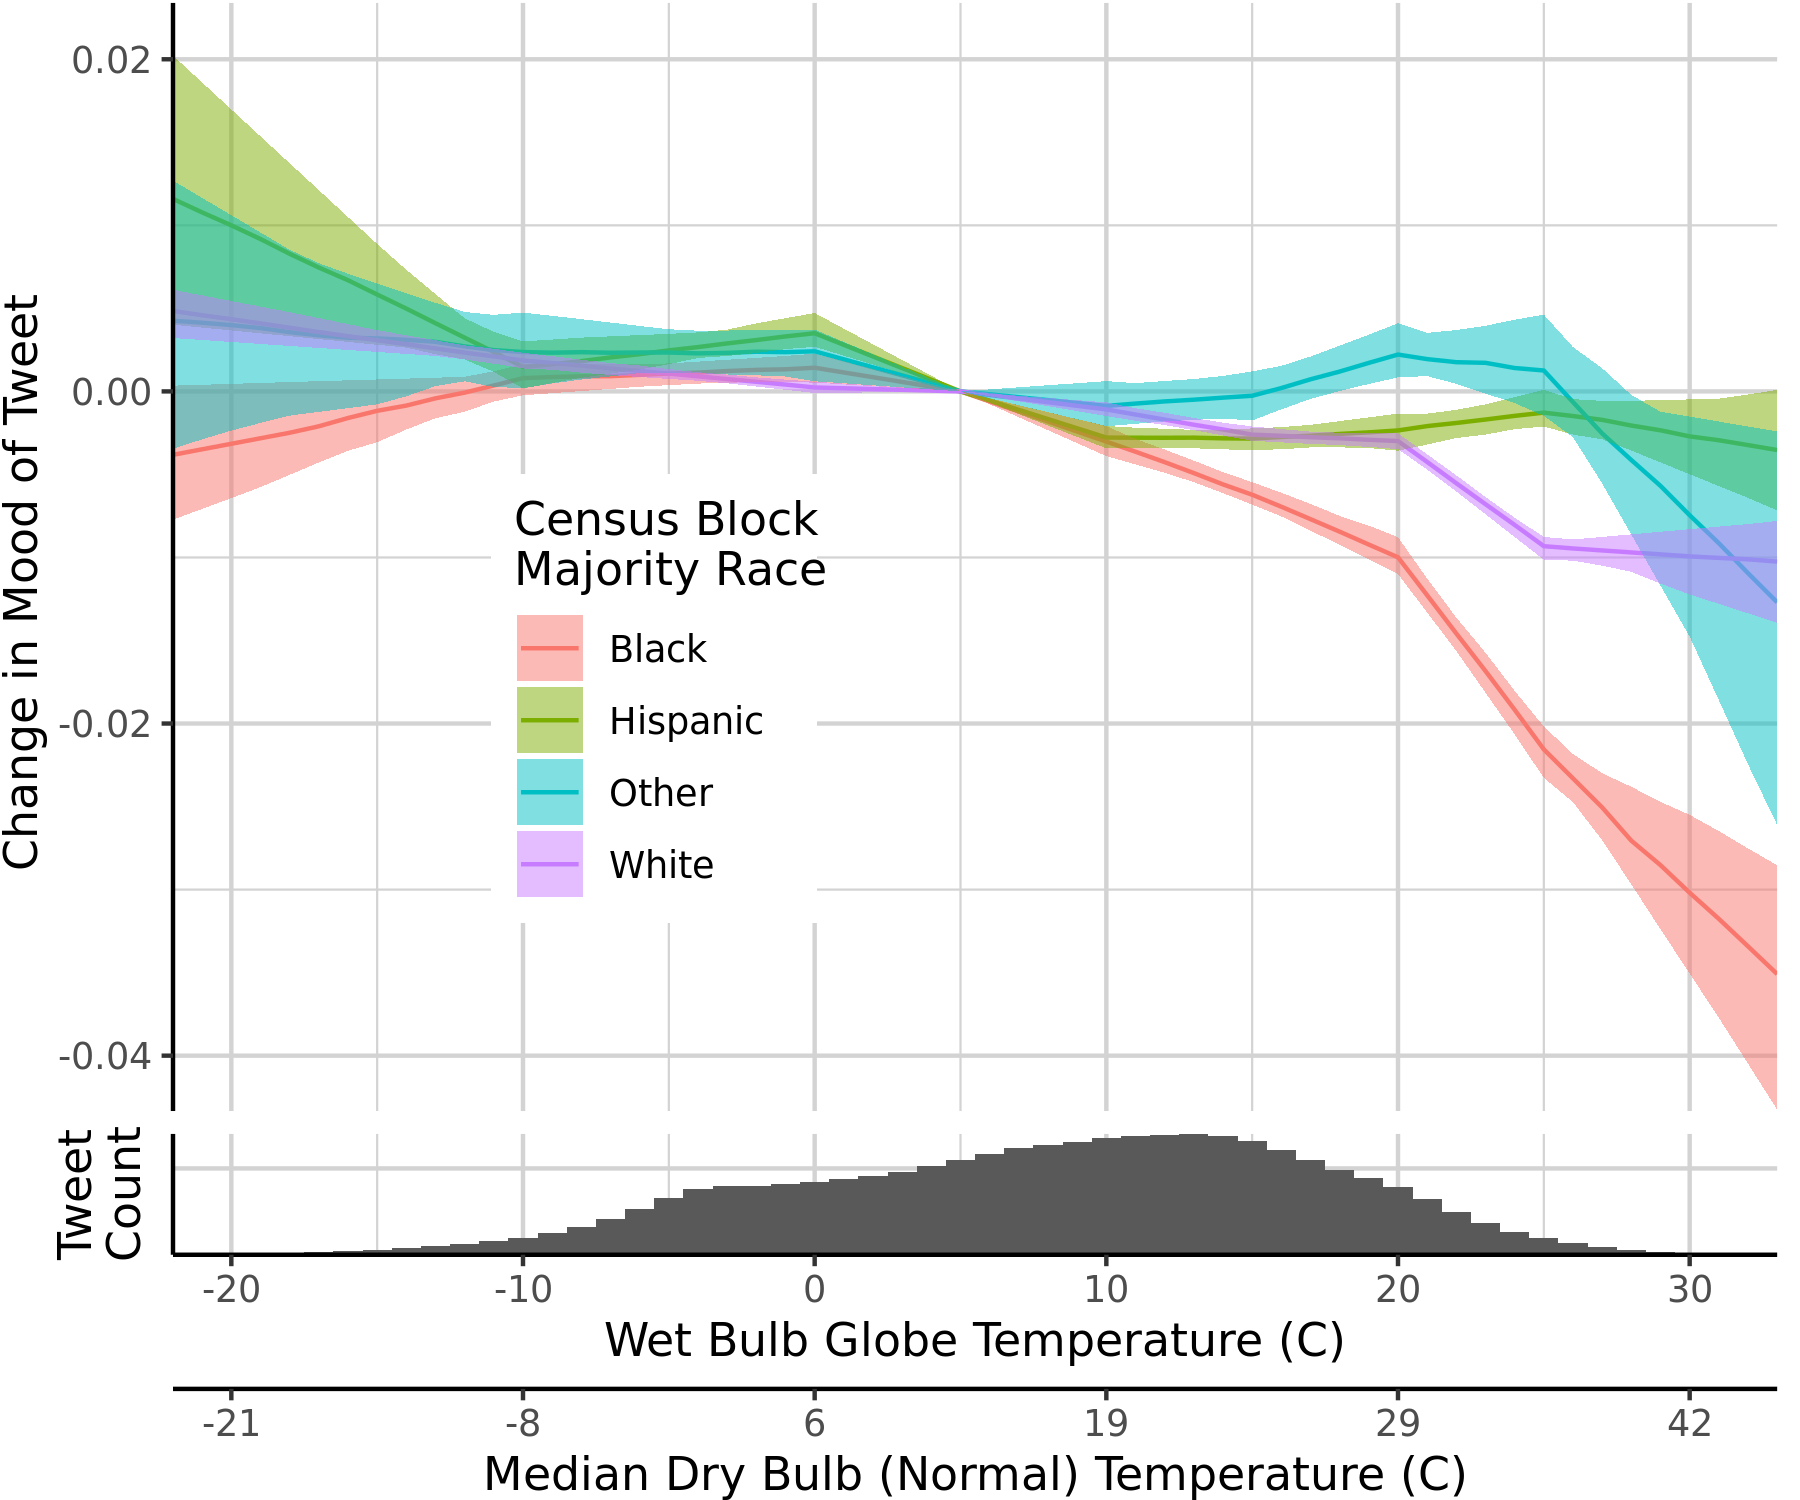 0.02
0.00
-0.02
-0.04
Change in Mood of Tweet
Census Block
Majority Race
Black
Hispanic
Other
White
Tweet
Count
-20 -10 0 10 20 30
Wet Bulb Globe Temperature (C)
-21 -8 6 19 29 42
Median Dry Bulb (Normal) Temperature (C)